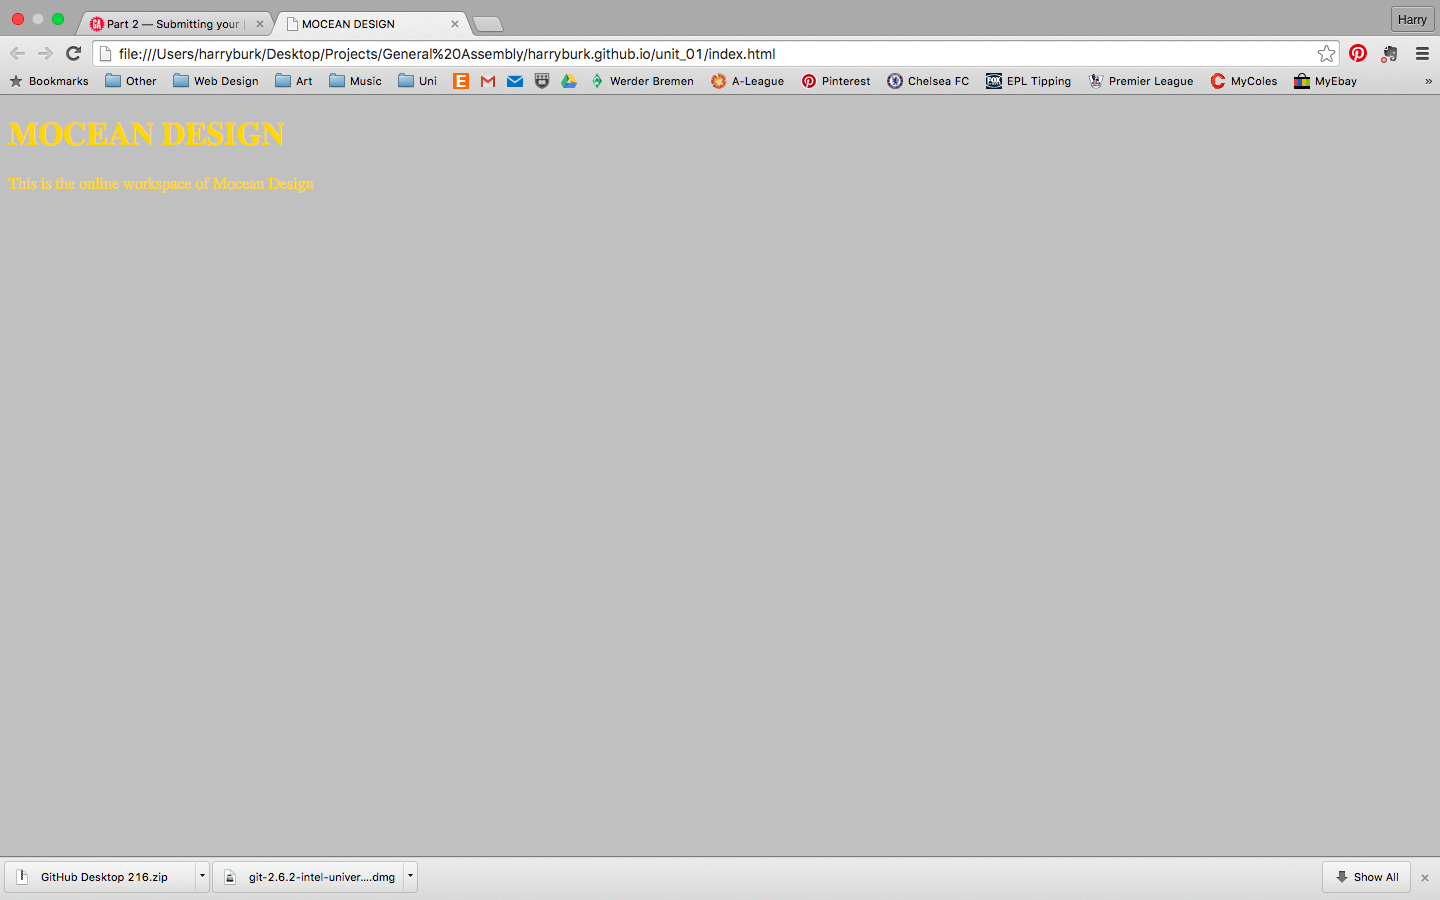 Part 2 — Submitting your
MOCEAN DESIGN
Harry
file:///Users/harryburk/Desktop/Projects/General%20Assembly/harryburk.github.io/unit_01/index.html
Bookmarks Other Web Design Art Music Uni Werder Bremen A-League Pinterest Chelsea FC EPL Tipping Premier League MyColes MyEbay »
MOCEAN DESIGN
This is the online workspace of Mocean Design
GitHub Desktop 216.zip git-2.6.2-intel-univer....dmg Show All